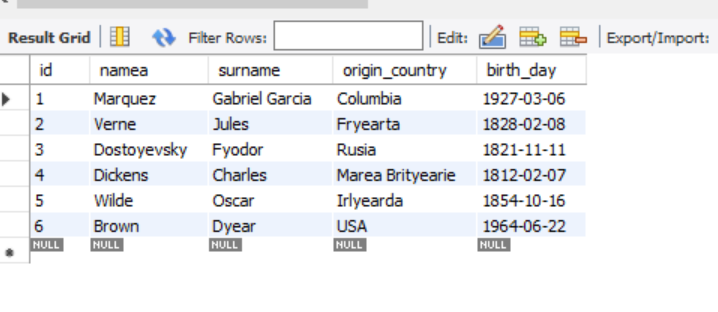 Result Grid Filter Rows: Edit: Export/Import:
id namea surname origin_country birth_day
1 Marquez Gabriel Garcia Columbia 1927-03-06
2 Verne Jules Fryearta 1828-02-08
3 Dostoyevsky Fyodor Rusia 1821-11-11
4 Dickens Charles Marea Brityearie 1812-02-07
5 Wilde Oscar Irlyearda 1854-10-16
6 Brown Dyear USA 1964-06-22
NULL NULL NULL NULL NULL